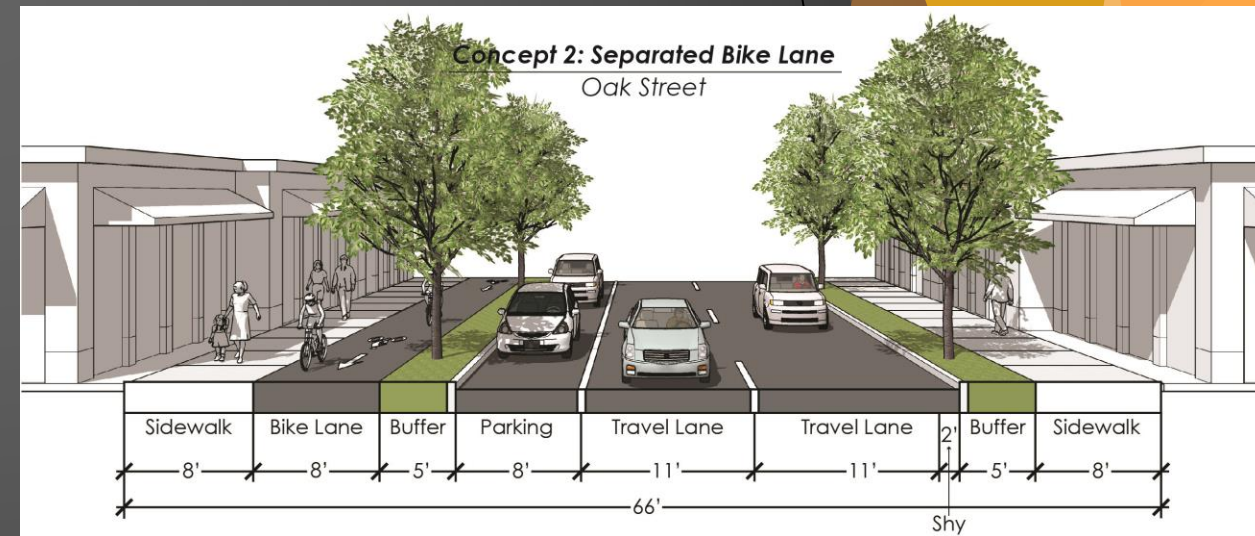 Concept 2: Separated Bike Lane
Oak Street
Sidewalk Bike Lane Buffer Parking Travel Lane Travel Lane 2' Buffer Sidewalk
8' 8' 5' 8' 11' 11' 5' 8'
66'
Shy